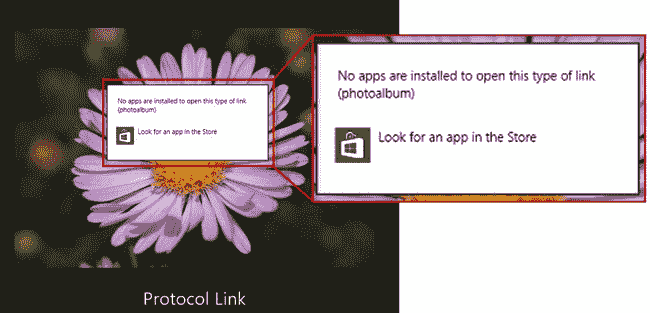 No apps are installed to open this type of link
(photoalbum)
Look for an app in the Store
No apps are installed to open this type of link
(photoalbum)
Look for an app in the Store
Protocol Link